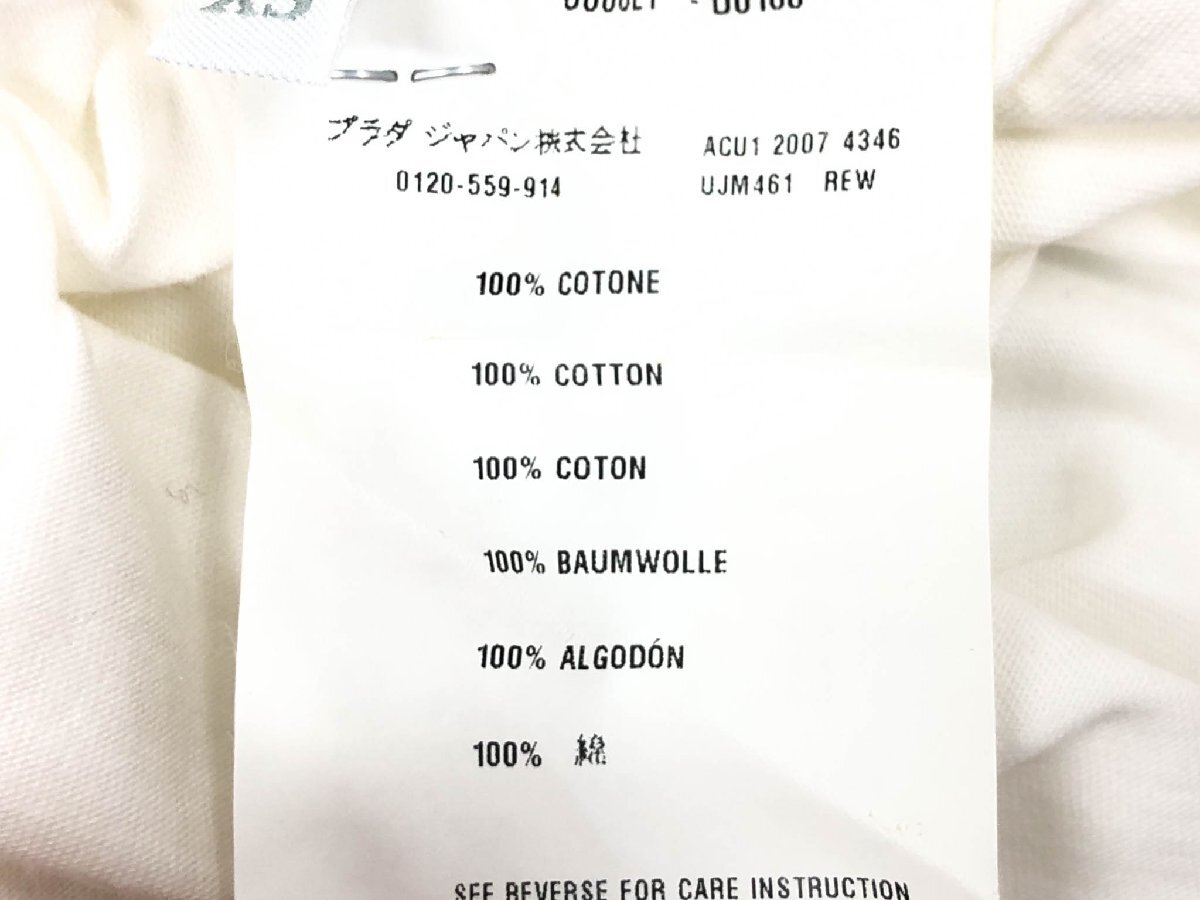 XS
プラダ ジャパン株式会社
0120-559-914
ACU1 2007 4346
UJM461 REW
100% COTONE
100% COTTON
100% COTON
100% BAUMWOLLE
100% ALGODÓN
100% 綿
SEE REVERSE FOR CARE INSTRUCTION